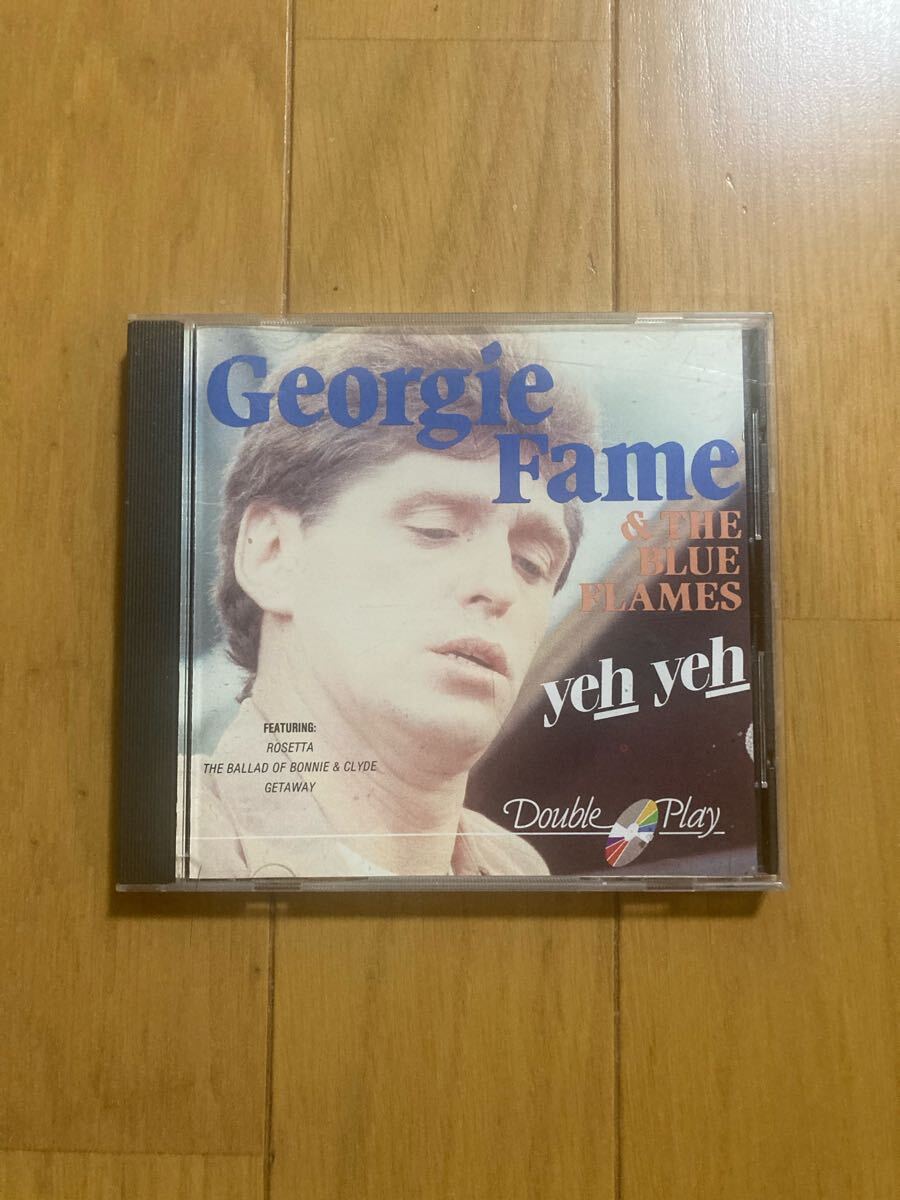 Georgie
Fame
& THE
BLUE
FLAMES
yeh yeh
FEATURING:
ROSETTA
THE BALLAD OF BONNIE & CLYDE
GETAWAY
Double Play